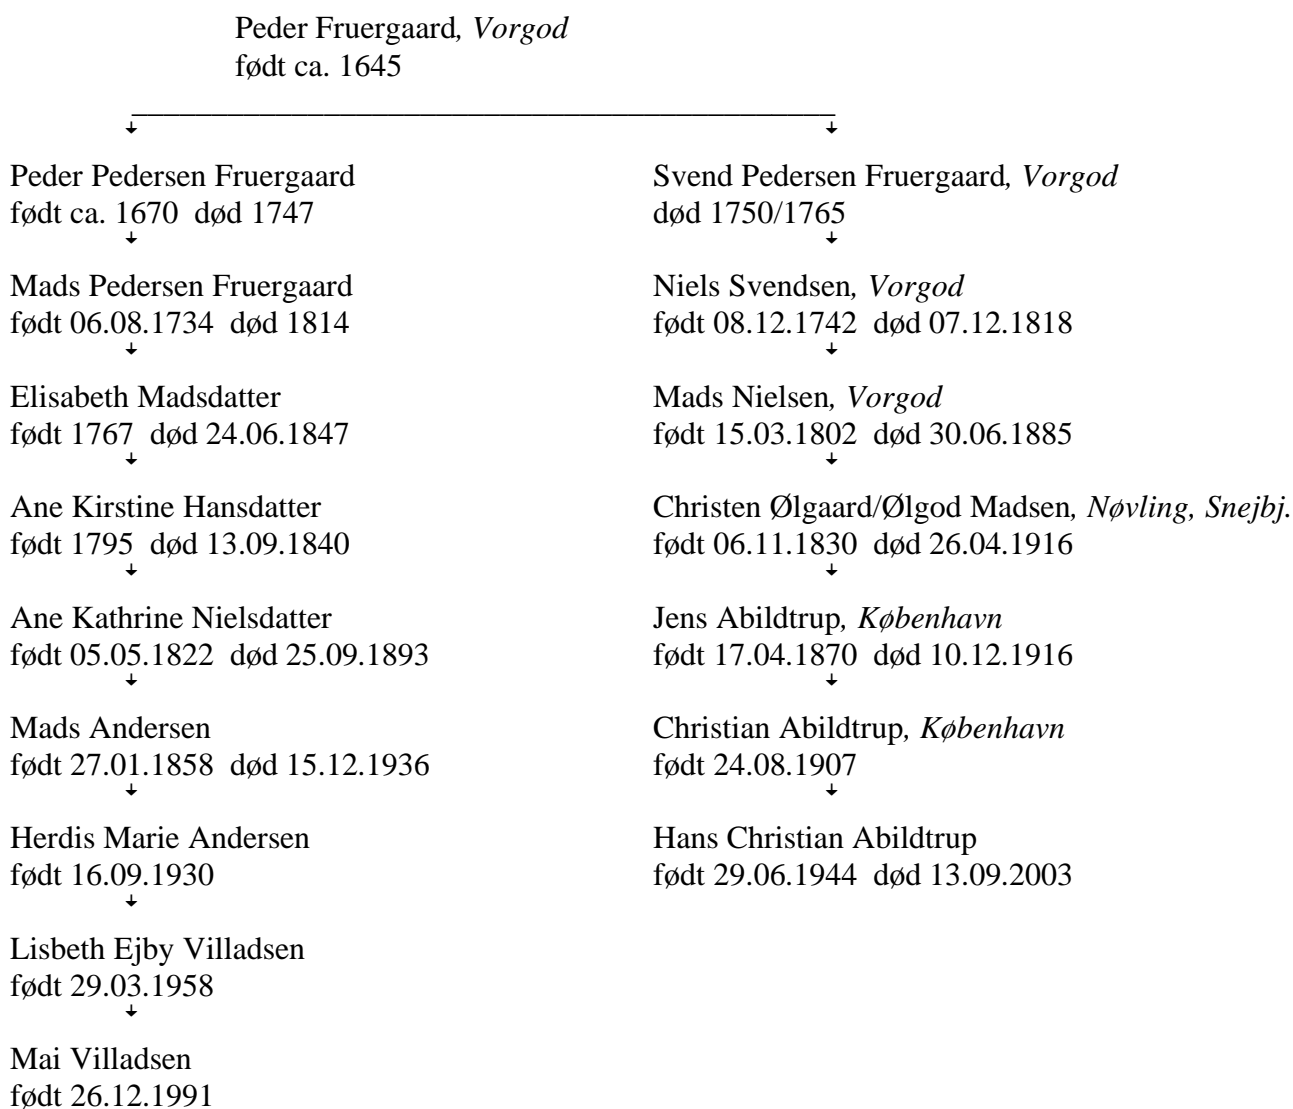 Peder Fruergaard, Vorgod
født ca. 1645
Peder Pedersen Fruergaard
født ca. 1670  død 1747
Mads Pedersen Fruergaard
født 06.08.1734  død 1814
Elisabeth Madsdatter
født 1767  død 24.06.1847
Ane Kirstine Hansdatter
født 1795  død 13.09.1840
Ane Kathrine Nielsdatter
født 05.05.1822  død 25.09.1893
Mads Andersen
født 27.01.1858  død 15.12.1936
Herdis Marie Andersen
født 16.09.1930
Lisbeth Ejby Villadsen
født 29.03.1958
Mai Villadsen
født 26.12.1991
Svend Pedersen Fruergaard, Vorgod
død 1750/1765
Niels Svendsen, Vorgod
født 08.12.1742  død 07.12.1818
Mads Nielsen, Vorgod
født 15.03.1802  død 30.06.1885
Christen Ølgaard/Ølgod Madsen, Nøvling, Snejbj.
født 06.11.1830  død 26.04.1916
Jens Abildtrup, København
født 17.04.1870  død 10.12.1916
Christian Abildtrup, København
født 24.08.1907
Hans Christian Abildtrup
født 29.06.1944  død 13.09.2003